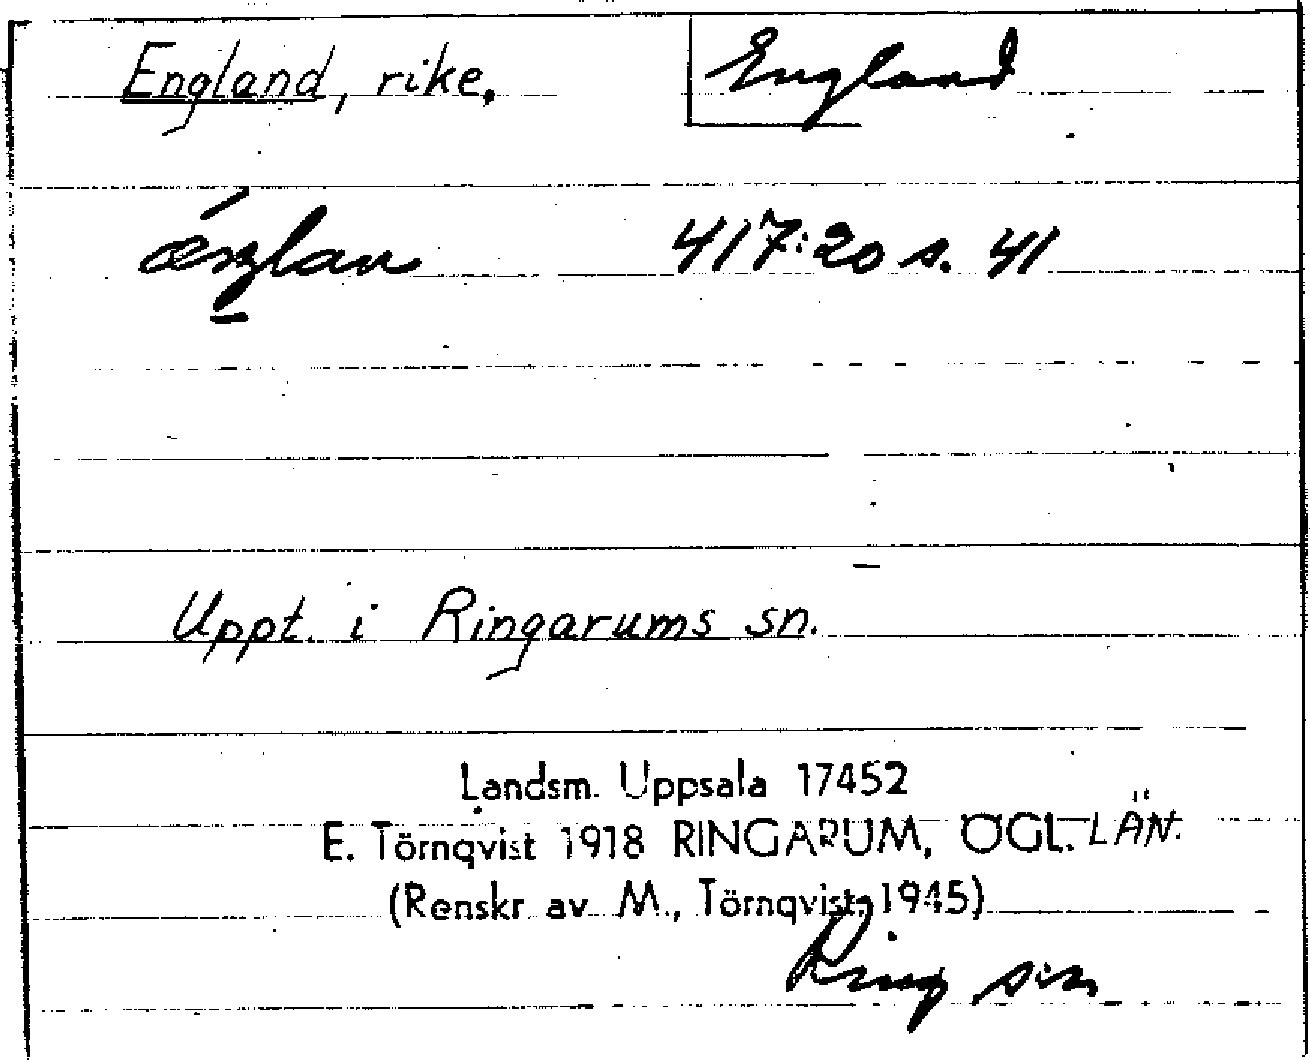 England, rike. England
417:20 s. 41
Uppt. i Ringarums sn.
Landsm. Uppsala 17452
E. Törnqvist 1918 RINGARUM, ÖGL. LÄN.
(Renskr. av M. Törnqvist, 1945)
Ring sn